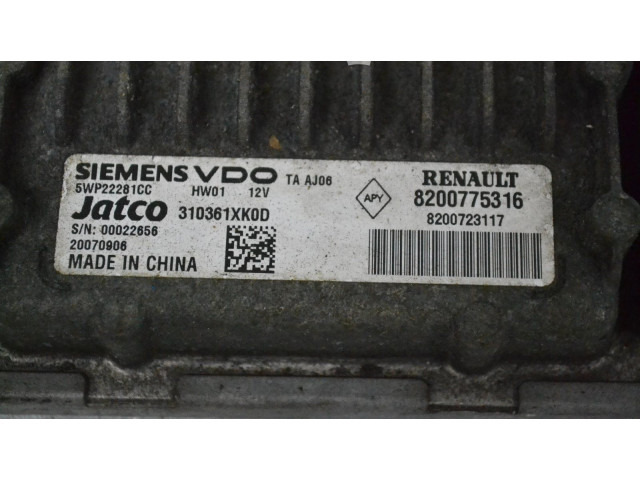 SIEMENS VDO TA AJ06
5WP22281CC HW01 12V
Jatco 310361XK0D
S/N: 00022656
20070906
MADE IN CHINA
APY
RENAULT
8200775316
8200723117